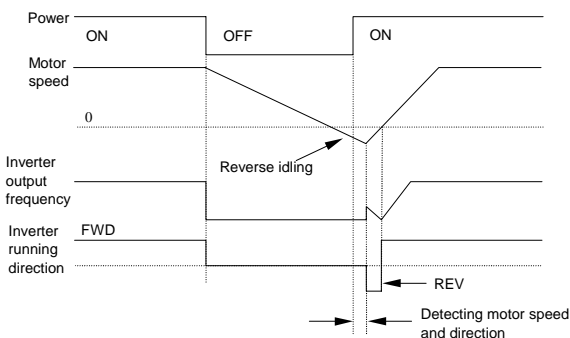 Power
ON
OFF
ON
Motor
speed
0
Reverse idling
Inverter
output
frequency
FWD
Inverter
running
direction
REV
Detecting motor speed
and direction